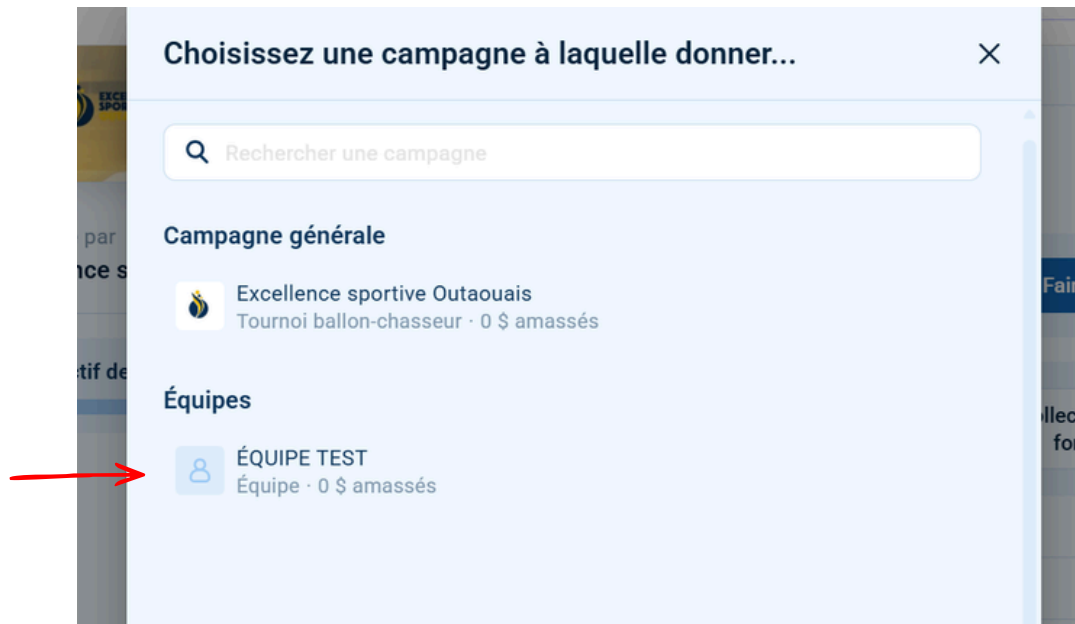 Choisissez une campagne à laquelle donner...
Rechercher une campagne
Campagne générale
Excellence sportive Outaouais
Tournoi ballon-chasseur · 0 $ amassés
Équipes
ÉQUIPE TEST
Équipe · 0 $ amassés
par